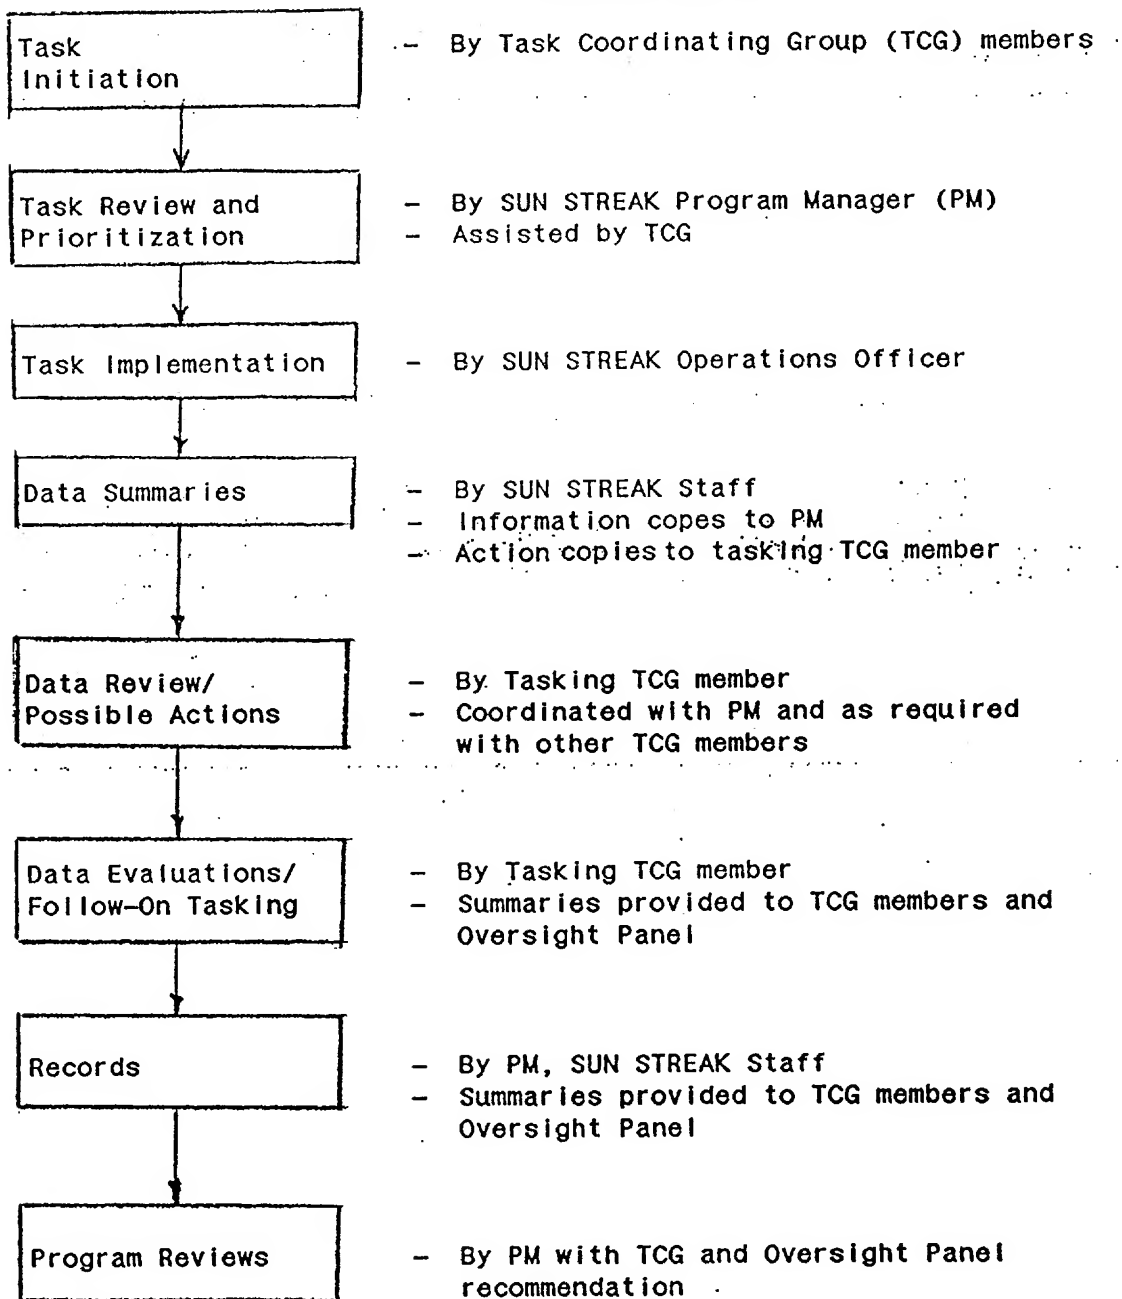 Task
Initiation
- By Task Coordinating Group (TCG) members
Task Review and
Prioritization
- By SUN STREAK Program Manager (PM)
- Assisted by TCG
Task Implementation
- By SUN STREAK Operations Officer
Data Summaries
- By SUN STREAK Staff
- Information copes to PM
- Action copies to tasking TCG member
Data Review/
Possible Actions
- By Tasking TCG member
- Coordinated with PM and as required
with other TCG members
Data Evaluations/
Follow-On Tasking
- By Tasking TCG member
- Summaries provided to TCG members and
Oversight Panel
Records
- By PM, SUN STREAK Staff
- Summaries provided to TCG members and
Oversight Panel
Program Reviews
- By PM with TCG and Oversight Panel
recommendation